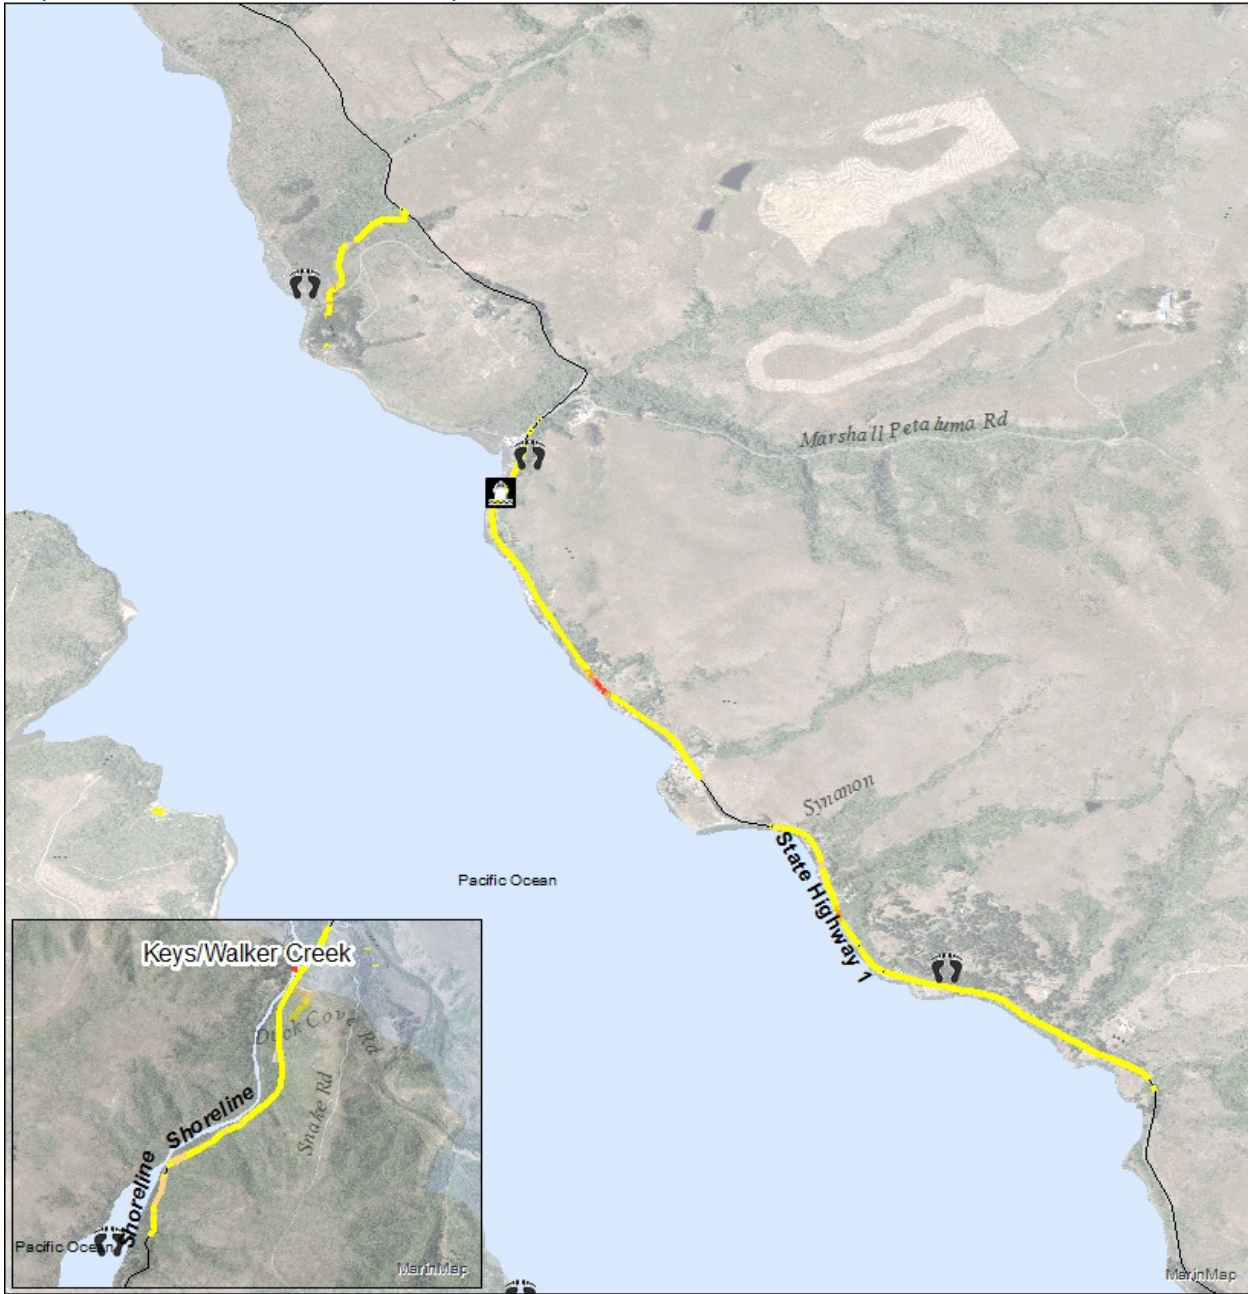 Marshall Petaluma Rd
Synanon
State Highway 1
Pacific Ocean
Keys/Walker Creek
Duck Cove Rd
Snake Rd
Shoreline
Shoreline
Pacific Ocean
MarinMap
MarinMap